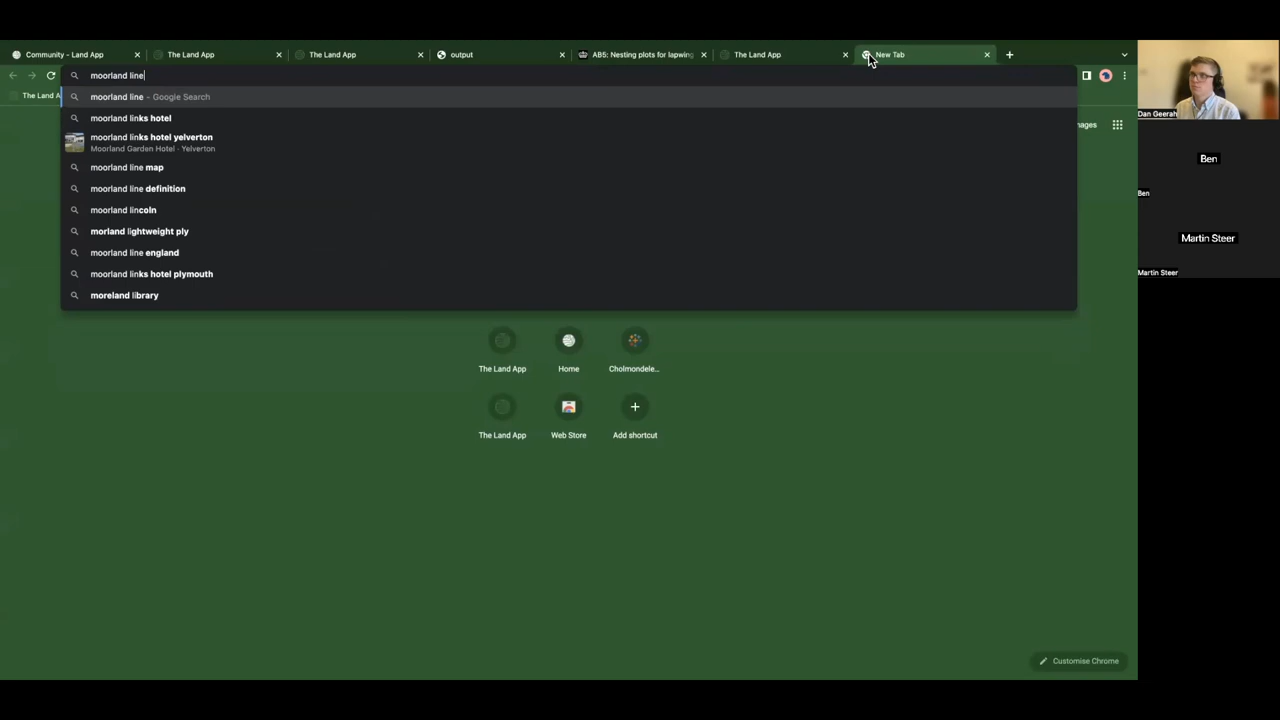 Community - Land App
The Land App
The Land App
output
AB5: Nesting plots for lapwing
The Land App
New Tab
moorland line
The Land A
moorland line - Google Search
moorland links hotel
moorland links hotel yelverton
Moorland Garden Hotel · Yelverton
moorland line map
moorland line definition
moorland lincoln
morland lightweight ply
moorland line england
moorland links hotel plymouth
moreland library
mages
The Land App
Home
Cholmondele...
The Land App
Web Store
Add shortcut
Customise Chrome
Dan Geerah
Ben
Ben
Martin Steer
Martin Steer